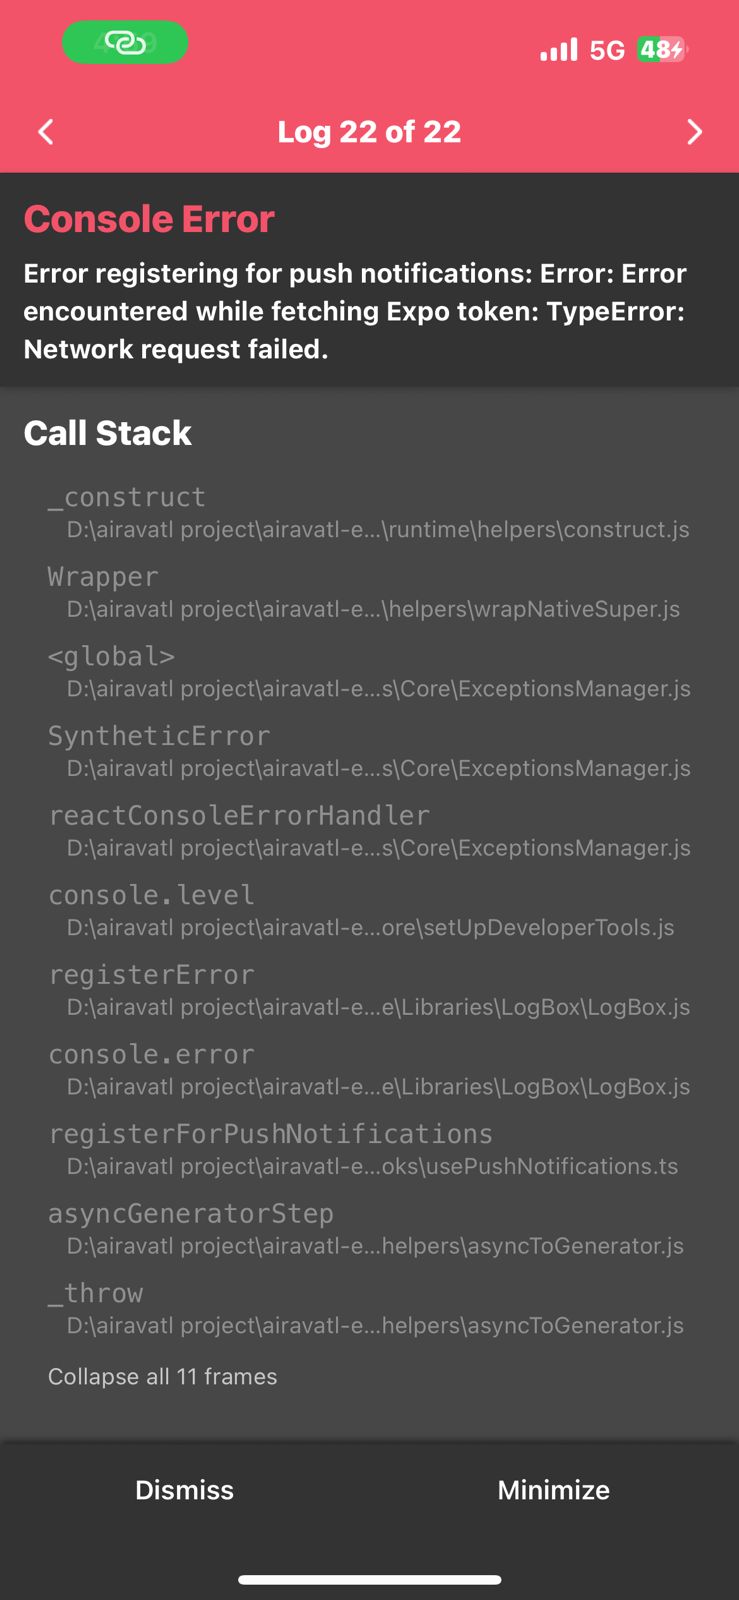 5G 48
Log 22 of 22
Console Error
Error registering for push notifications: Error: Error
encountered while fetching Expo token: TypeError:
Network request failed.
Call Stack
_construct
D:\airavatl project\airavatl-e...\runtime\helpers\construct.js
Wrapper
D:\airavatl project\airavatl-e...\helpers\wrapNativeSuper.js
<global>
D:\airavatl project\airavatl-e...s\Core\ExceptionsManager.js
SyntheticError
D:\airavatl project\airavatl-e...s\Core\ExceptionsManager.js
reactConsoleErrorHandler
D:\airavatl project\airavatl-e...s\Core\ExceptionsManager.js
console.level
D:\airavatl project\airavatl-e...ore\setUpDeveloperTools.js
registerError
D:\airavatl project\airavatl-e...e\Libraries\LogBox\LogBox.js
console.error
D:\airavatl project\airavatl-e...e\Libraries\LogBox\LogBox.js
registerForPushNotifications
D:\airavatl project\airavatl-e...oks\usePushNotifications.ts
asyncGeneratorStep
D:\airavatl project\airavatl-e...helpers\asyncToGenerator.js
_throw
D:\airavatl project\airavatl-e...helpers\asyncToGenerator.js
Collapse all 11 frames
Dismiss Minimize